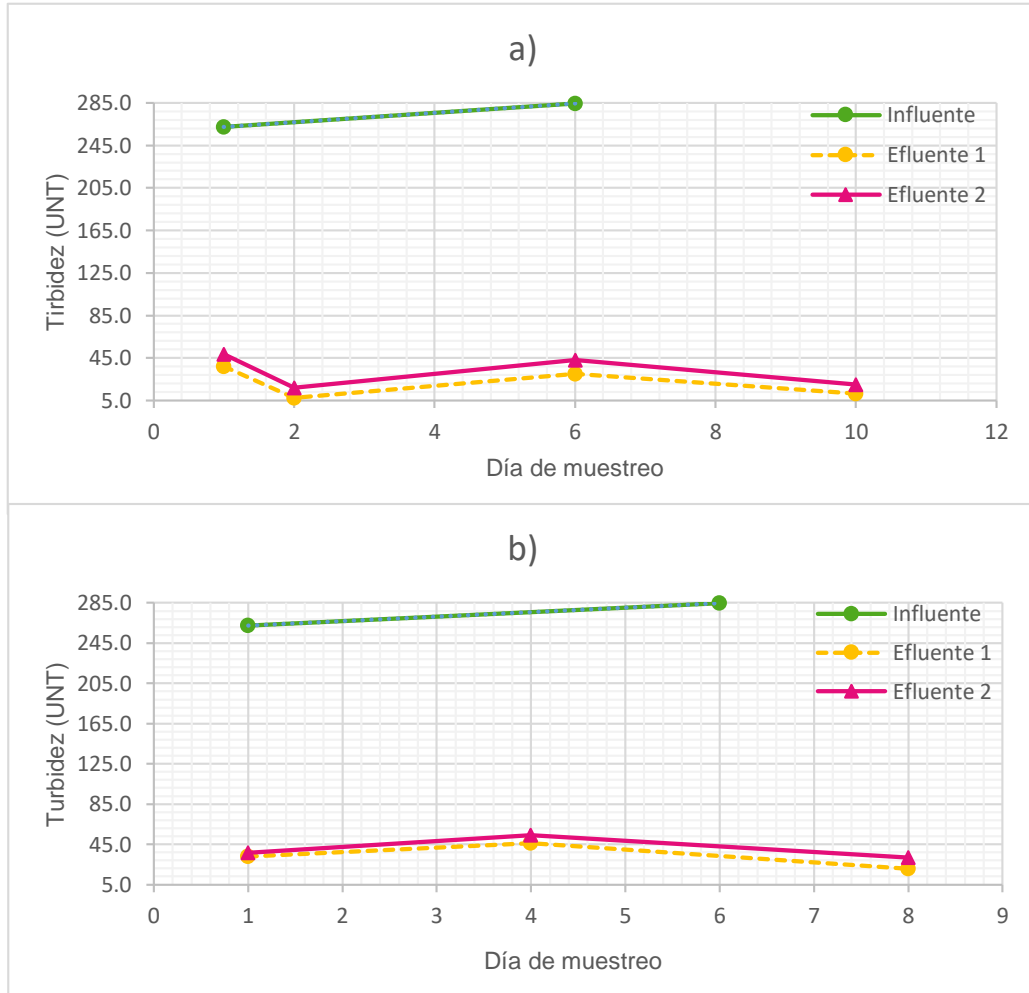 a)
285.0
245.0
205.0
165.0
125.0
85.0
45.0
5.0
Tirbidez (UNT)
0 2 4 6 8 10 12
Día de muestreo
Influente
Efluente 1
Efluente 2
b)
285.0
245.0
205.0
165.0
125.0
85.0
45.0
5.0
Turbidez (UNT)
0 1 2 3 4 5 6 7 8 9
Día de muestreo
Influente
Efluente 1
Efluente 2